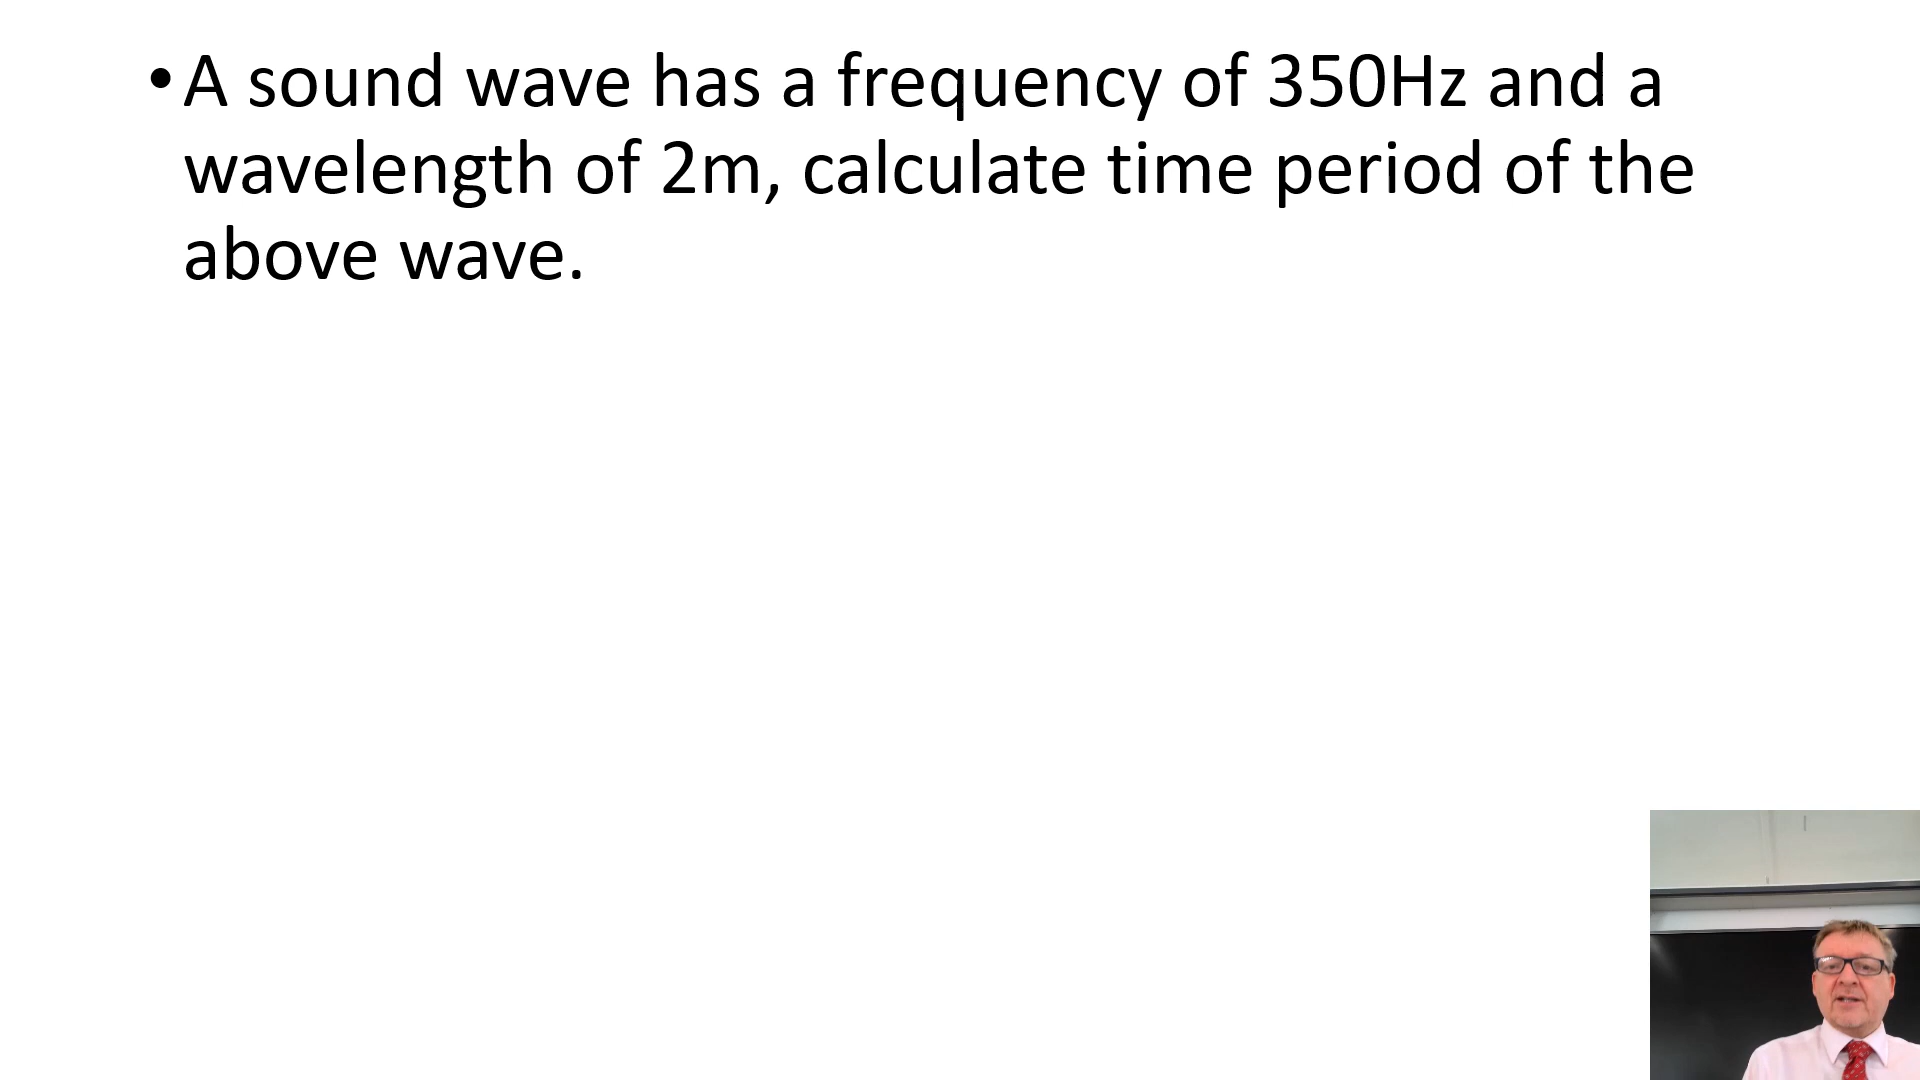 •A sound wave has a frequency of 350Hz and a
wavelength of 2m, calculate time period of the
above wave.